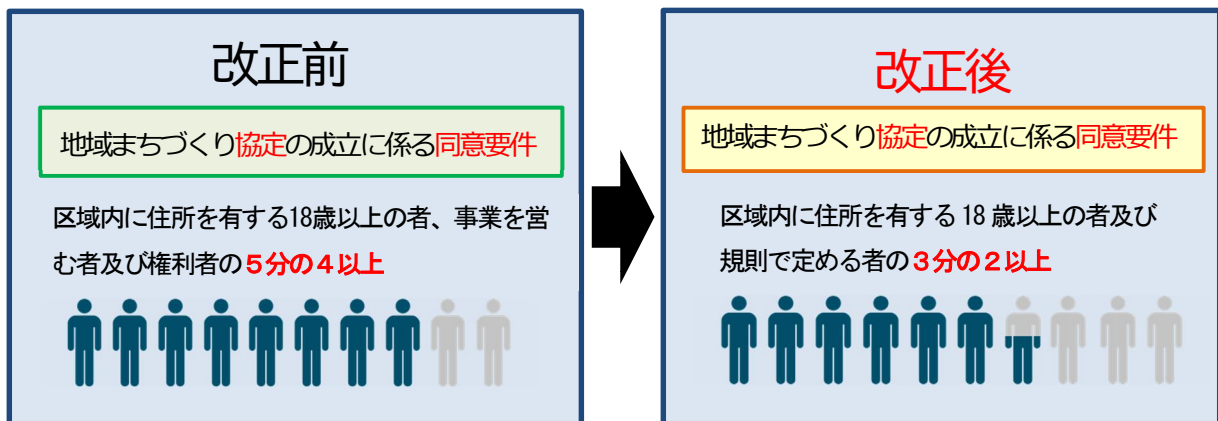 改正前
地域まちづくり協定の成立に係る同意要件
区域内に住所を有する18歳以上の者、事業を営
む者及び権利者の５分の４以上
改正後
地域まちづくり協定の成立に係る同意要件
区域内に住所を有する 18 歳以上の者及び
規則で定める者の３分の２以上